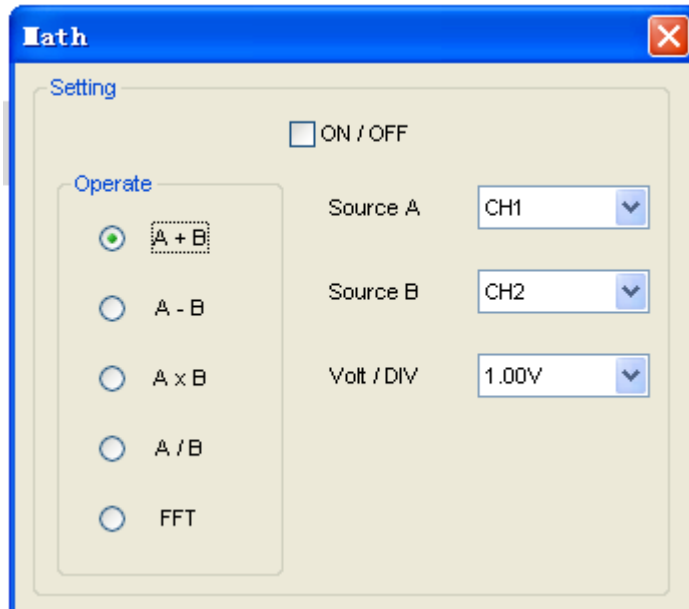 Math
Setting
ON / OFF
Operate
Source A
CH1
A + B
Source B
CH2
A - B
Volt / DIV
1.00V
A x B
A / B
FFT